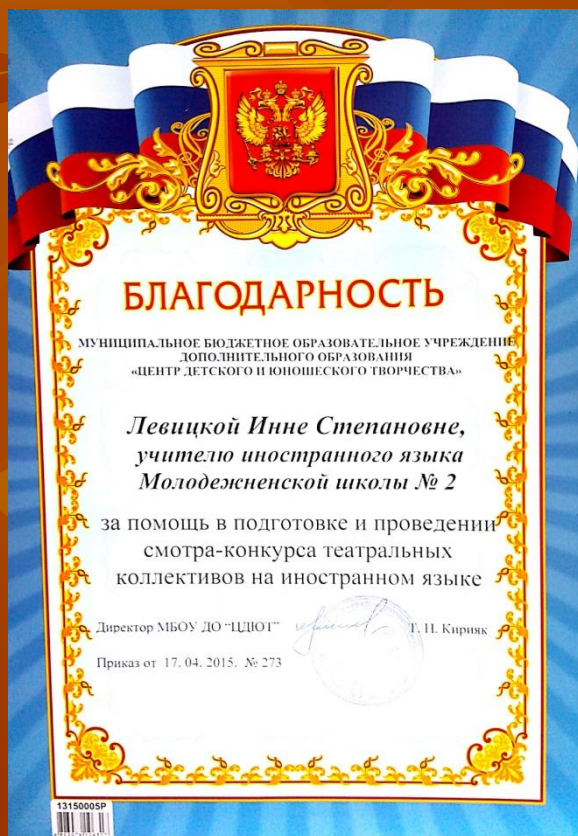 БЛАГОДАРНОСТЬ
МУНИЦИПАЛЬНОЕ БЮДЖЕТНОЕ ОБРАЗОВАТЕЛЬНОЕ УЧРЕЖДЕНИЕ
ДОПОЛНИТЕЛЬНОГО ОБРАЗОВАНИЯ
«ЦЕНТР ДЕТСКОГО И ЮНОШЕСКОГО ТВОРЧЕСТВА»
Левицкой Инне Степановне,
учителю иностранного языка
Молодежненской школы № 2
за помощь в подготовке и проведении
смотра-конкурса театральных
коллективов на иностранном языке
Директор МБОУ ДО “ЦДЮТ” Т. Н. Кирияк
Приказ от 17. 04. 2015. № 273
13150005Р